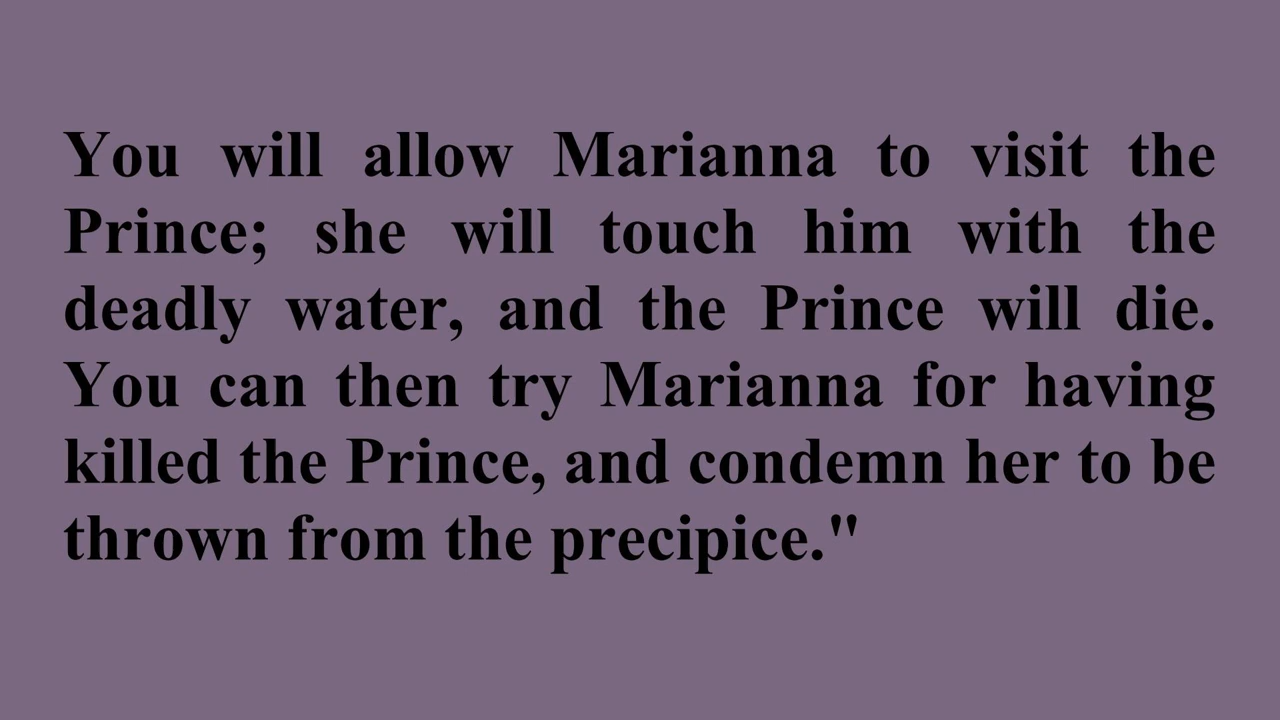 You will allow Marianna to visit the
Prince; she will touch him with the
deadly water, and the Prince will die.
You can then try Marianna for having
killed the Prince, and condemn her to be
thrown from the precipice."